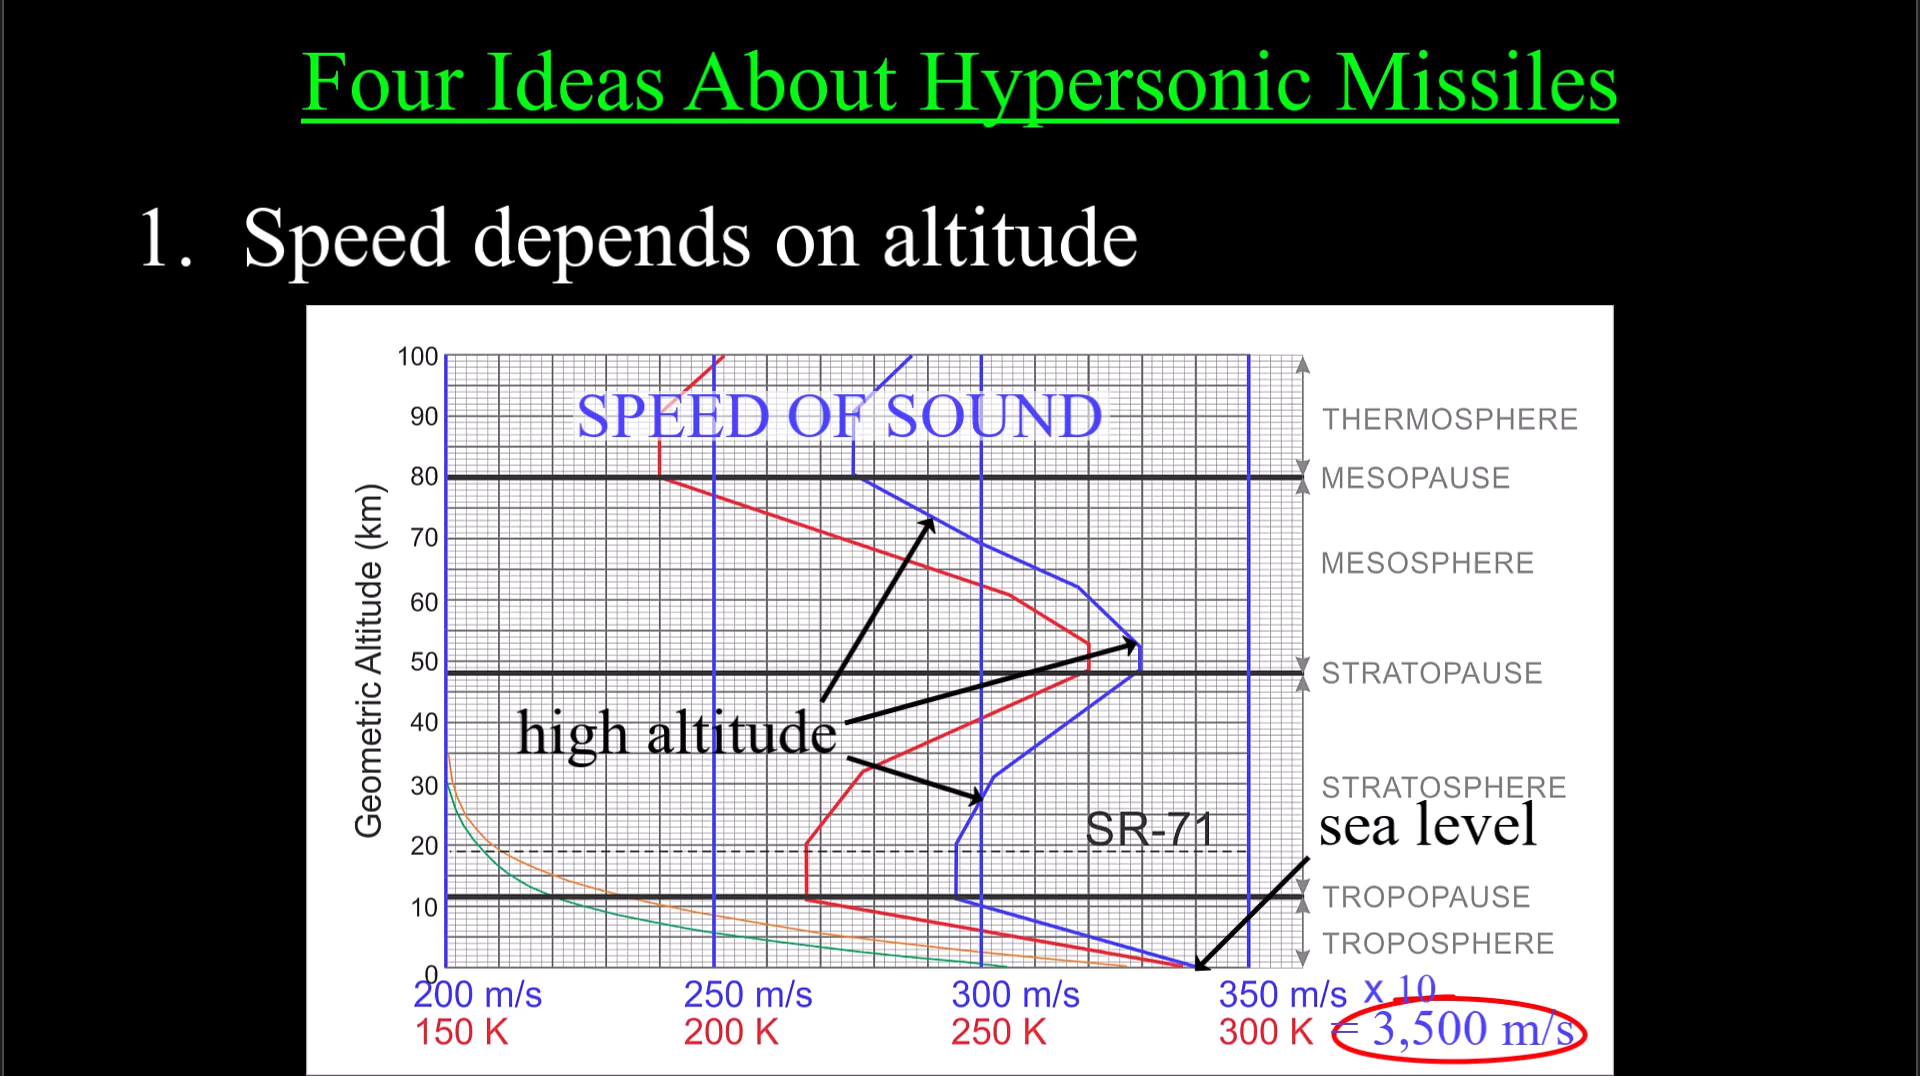 Four Ideas About Hypersonic Missiles
1. Speed depends on altitude
SPEED OF SOUND
Geometric Altitude (km)
100
90
80
70
60
50
40
30
20
10
0
high altitude
SR-71
sea level
THERMOSPHERE
MESOPAUSE
MESOSPHERE
STRATOPAUSE
STRATOSPHERE
TROPOPAUSE
TROPOSPHERE
200 m/s 250 m/s 300 m/s 350 m/s x 10
150 K 200 K 250 K 300 K = 3,500 m/s